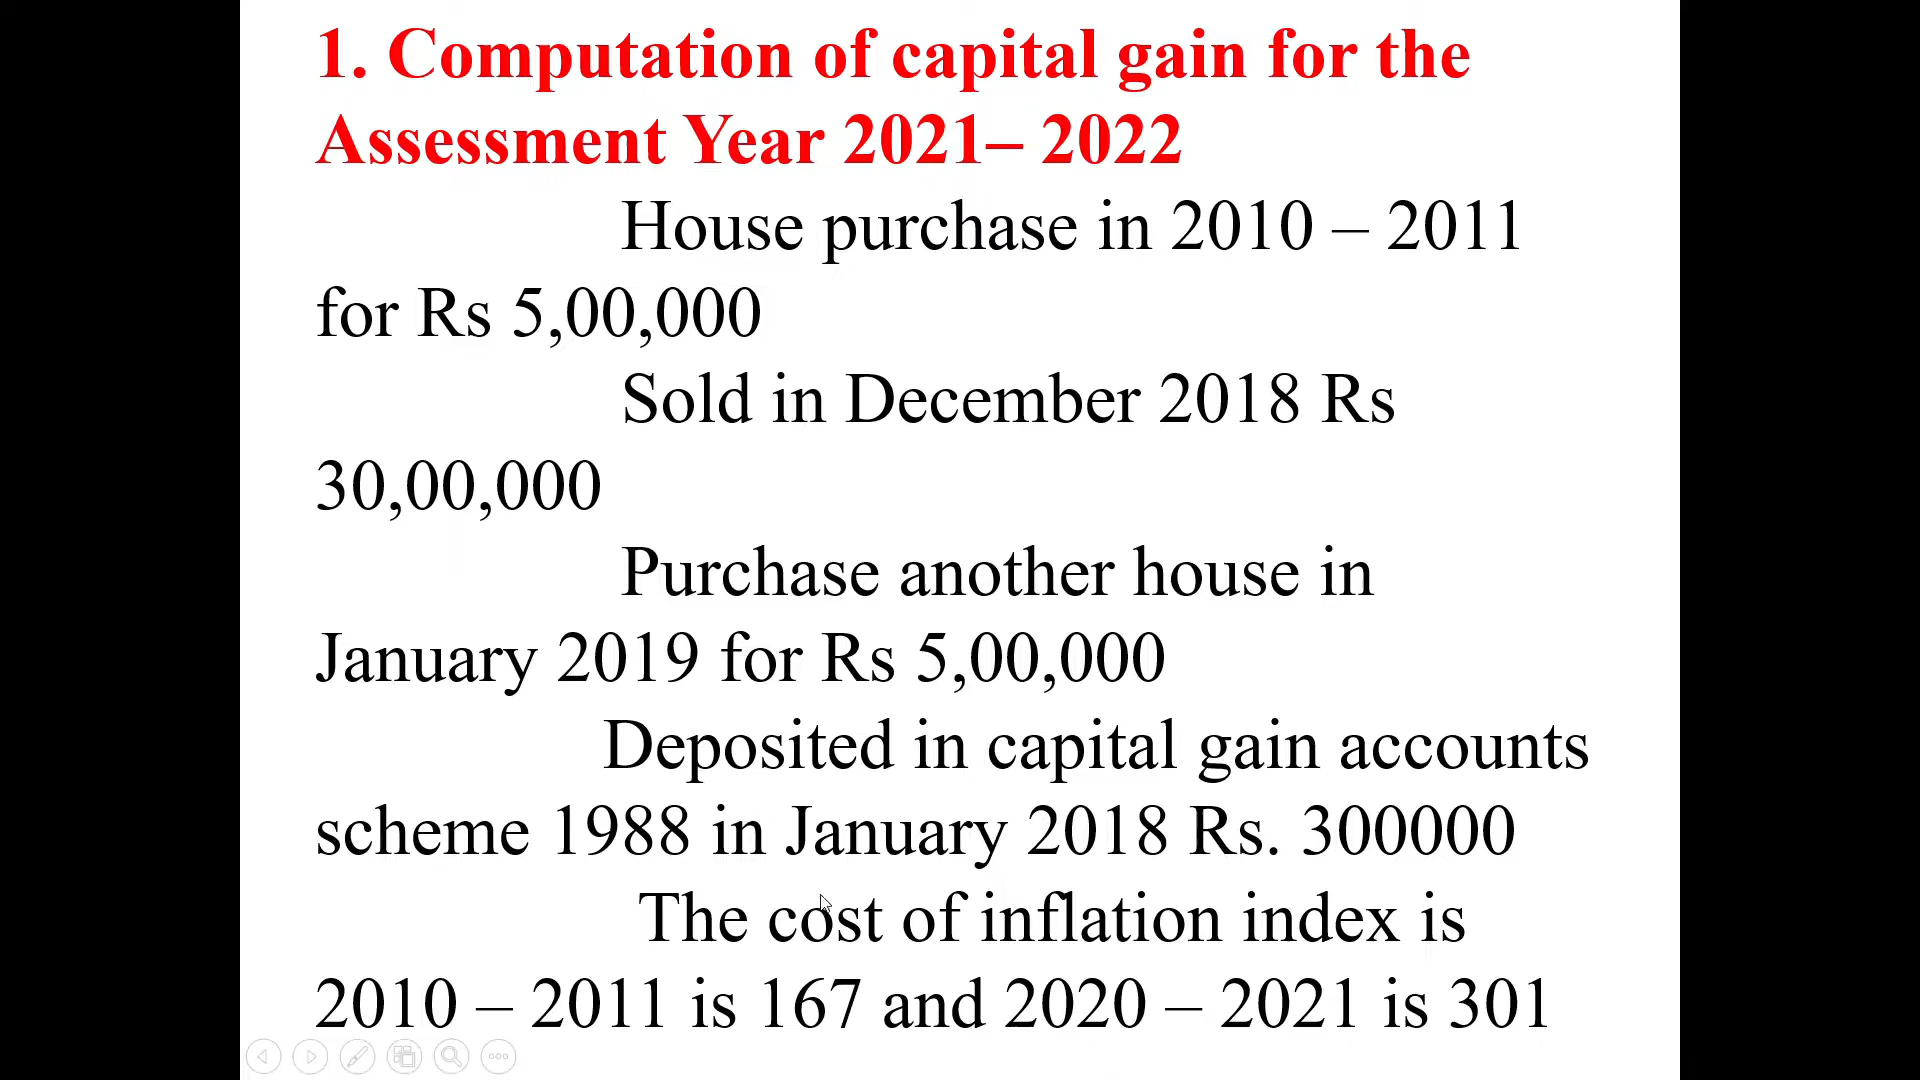 1. Computation of capital gain for the
Assessment Year 2021– 2022
House purchase in 2010 – 2011
for Rs 5,00,000
Sold in December 2018 Rs
30,00,000
Purchase another house in
January 2019 for Rs 5,00,000
Deposited in capital gain accounts
scheme 1988 in January 2018 Rs. 300000
The cost of inflation index is
2010 – 2011 is 167 and 2020 – 2021 is 301